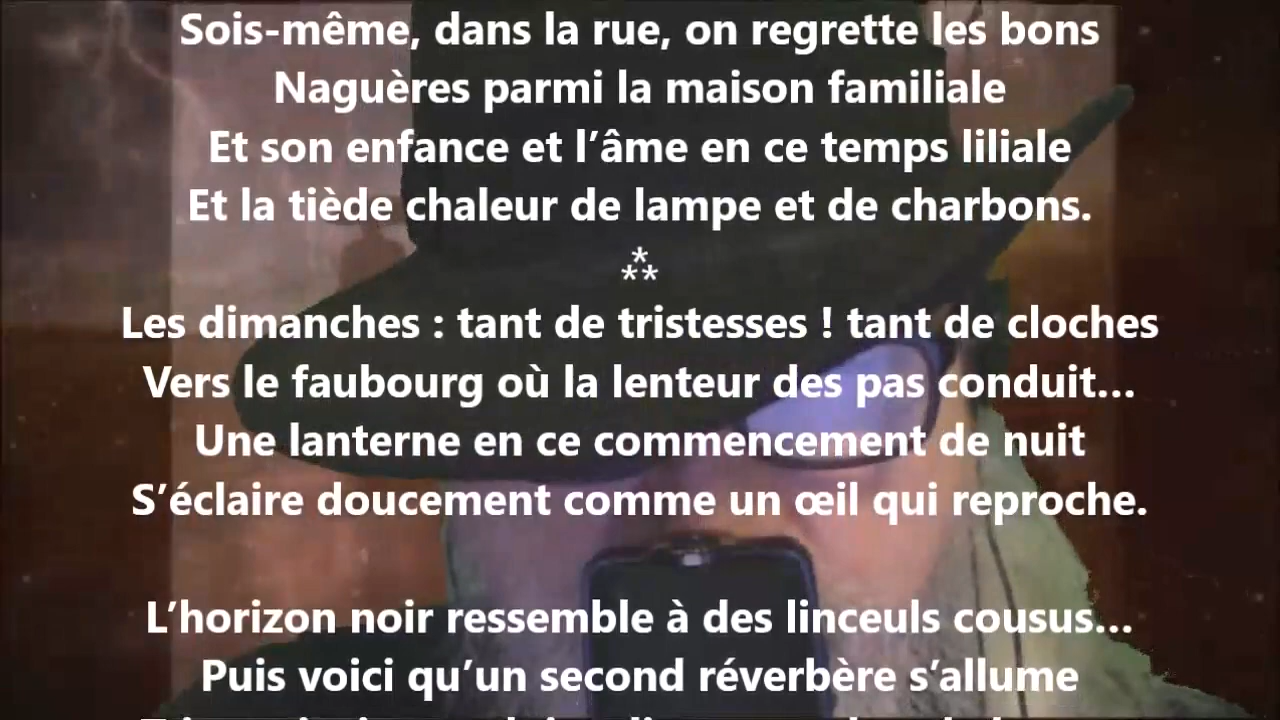 Sois-même, dans la rue, on regrette les bons
Naguères parmi la maison familiale
Et son enfance et l’âme en ce temps liliale
Et la tiède chaleur de lampe et de charbons.
⁂
Les dimanches : tant de tristesses ! tant de cloches
Vers le faubourg où la lenteur des pas conduit…
Une lanterne en ce commencement de nuit
S’éclaire doucement comme un œil qui reproche.
L’horizon noir ressemble à des linceuls cousus…
Puis voici qu’un second réverbère s’allume